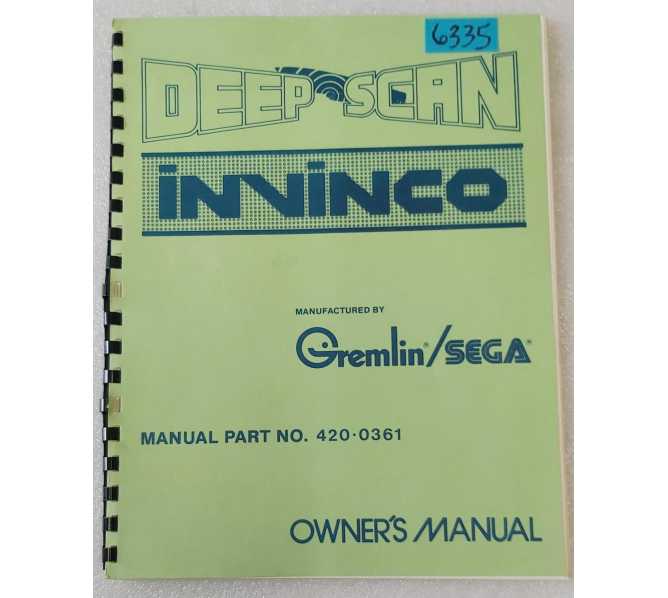 6335
DEEP SCAN
INVINCO
MANUFACTURED BY
Gremlin®/SEGA®
MANUAL PART NO. 420·0361
OWNER'S MANUAL